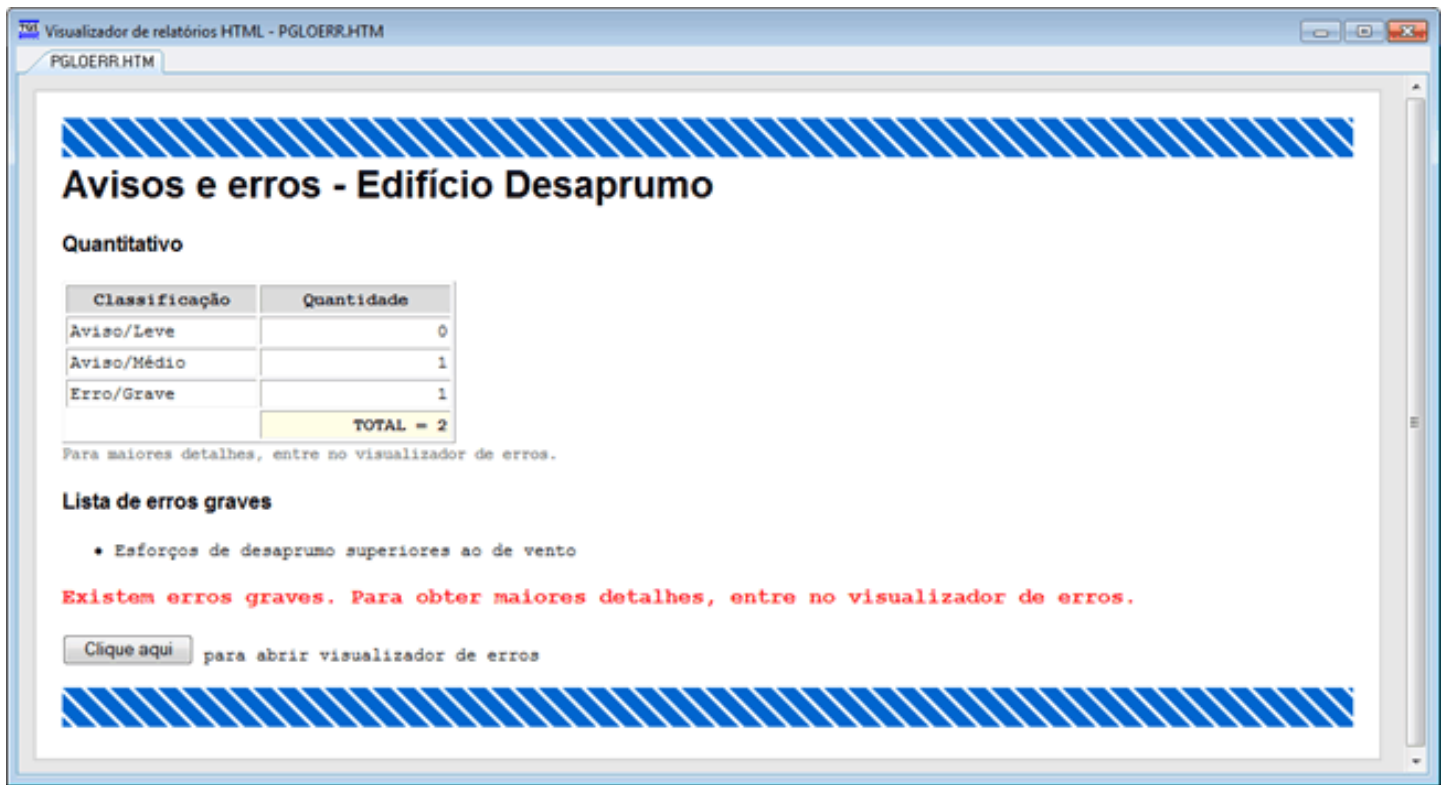 Visualizador de relatórios HTML - PGLOERR.HTM
PGLOERR.HTM
Avisos e erros - Edifício Desaprumo
Quantitativo
Classificação Quantidade
Aviso/Leve 0
Aviso/Médio 1
Erro/Grave 1
TOTAL = 2
Para maiores detalhes, entre no visualizador de erros.
Lista de erros graves
• Esforços de desaprumo superiores ao de vento
Existem erros graves. Para obter maiores detalhes, entre no visualizador de erros.
Clique aqui para abrir visualizador de erros